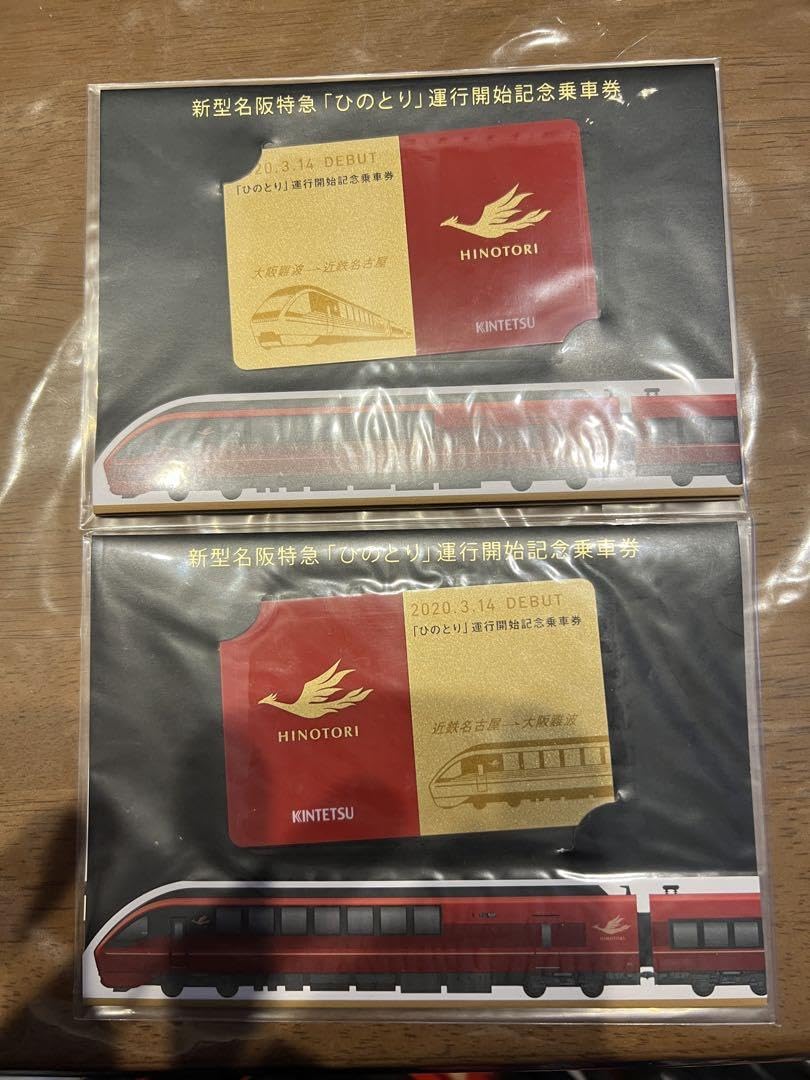 新型名阪特急「ひのとり」運行開始記念乗車券
20.3.14 DEBUT
「ひのとり」運行開始記念乗車券
HINOTORI
大阪難波→近鉄名古屋
KINTETSU
新型名阪特急「ひのとり」運行開始記念乗車券
2020.3.14 DEBUT
「ひのとり」運行開始記念乗車券
HINOTORI
近鉄名古屋→大阪難波
KINTETSU
HINOTORI